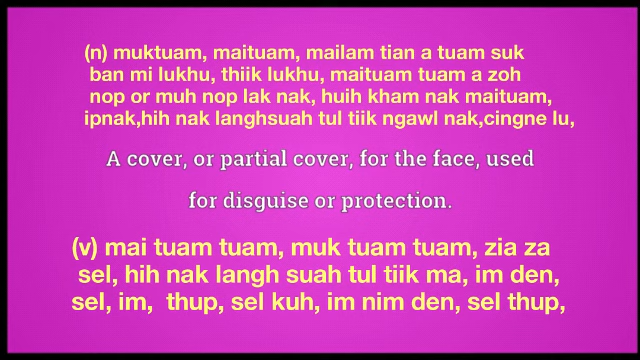 (n) muktuam, maituam, mailam tian a tuam suk
ban mi lukhu, thiik lukhu, maituam tuam a zoh
nop or muh nop lak nak, huih kham nak maituam,
ipnak,hih nak langhsuah tul tiik ngawl nak,cingne lu,
A cover, or partial cover, for the face, used
for disguise or protection.
(v) mai tuam tuam, muk tuam tuam, zia za
sel, hih nak langh suah tul tiik ma, im den,
sel, im, thup, sel kuh, im nim den, sel thup,